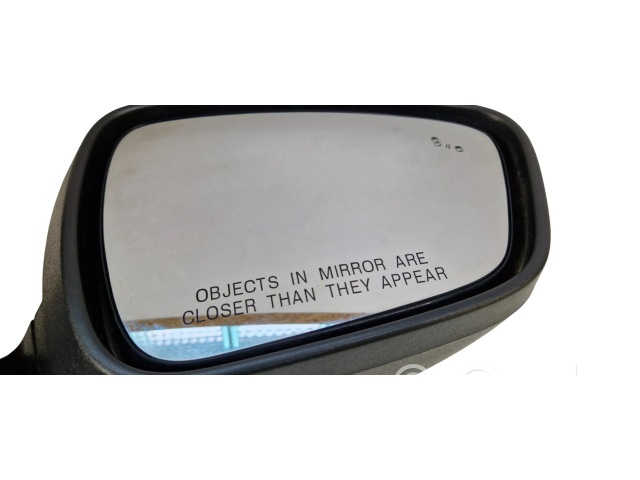 OBJECTS IN MIRROR ARE
CLOSER THAN THEY APPEAR